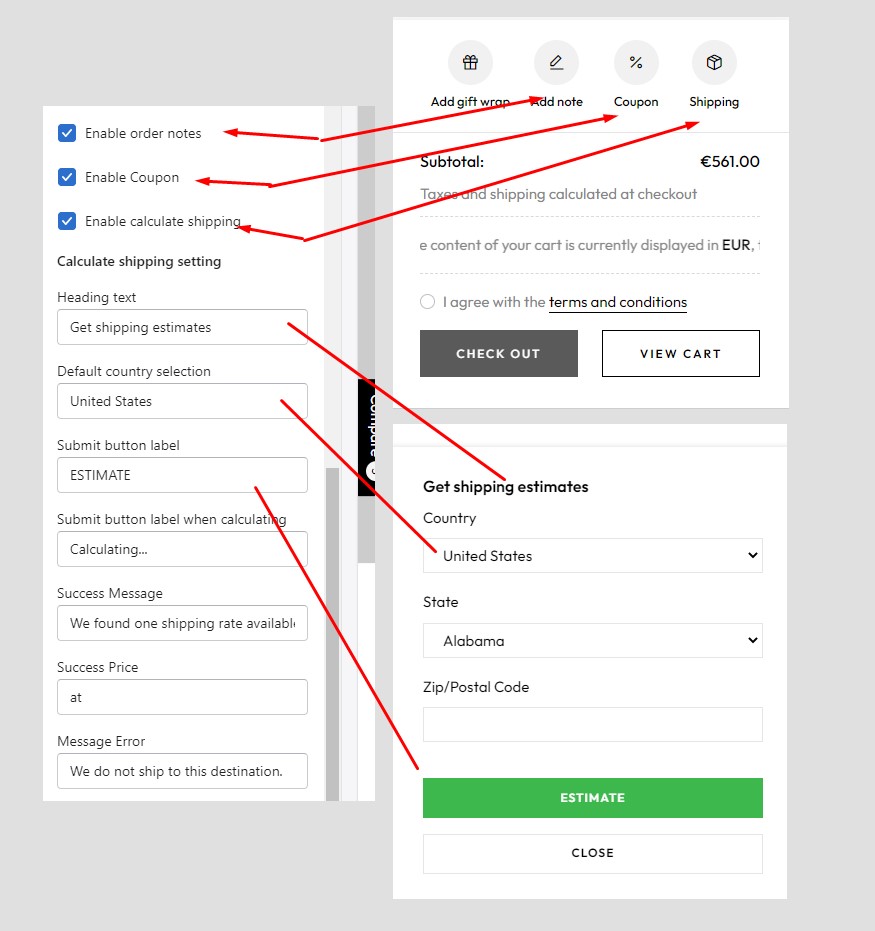 Enable order notes
Enable Coupon
Enable calculate shipping
Calculate shipping setting
Heading text
Get shipping estimates
Default country selection
United States
Submit button label
ESTIMATE
Submit button label when calculating
Calculating...
Success Message
We found one shipping rate available
Success Price
at
Message Error
We do not ship to this destination.
Compare
Add gift wrap Add note Coupon Shipping
Subtotal: €561.00
Taxes and shipping calculated at checkout
e content of your cart is currently displayed in EUR,
I agree with the terms and conditions
CHECK OUT VIEW CART
Get shipping estimates
Country
United States
State
Alabama
Zip/Postal Code
ESTIMATE
CLOSE